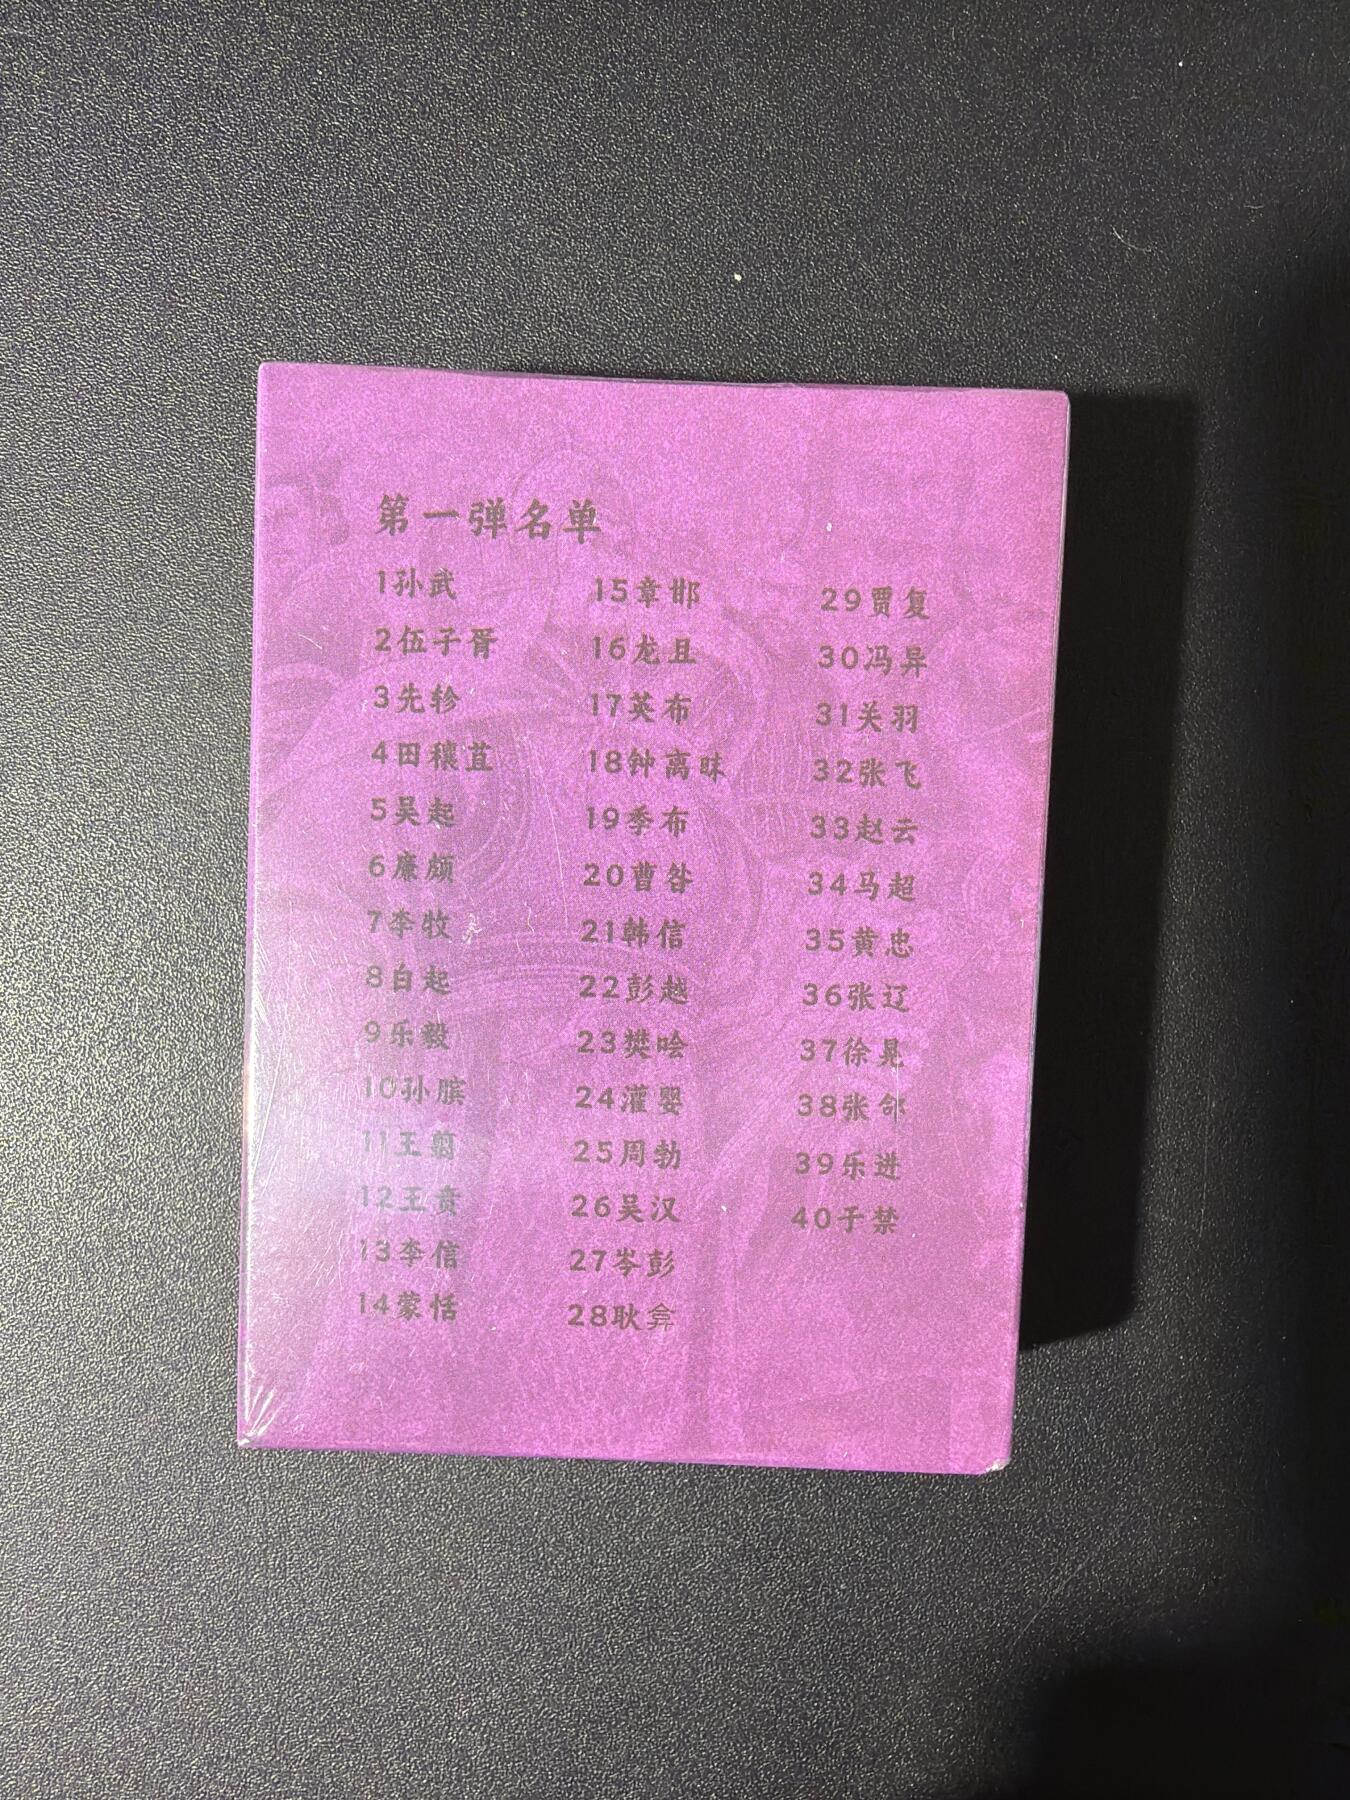 第一弹名单
1孙武
2伍子胥
3先轸
4田穰苴
5吴起
6廉颇
7李牧
8白起
9乐毅
10孙膑
11王翦
12王贲
13李信
14蒙恬
15章邯
16龙且
17英布
18钟离眛
19季布
20曹咎
21韩信
22彭越
23樊哙
24灌婴
25周勃
26吴汉
27岑彭
28耿弇
29贾复
30冯异
31关羽
32张飞
33赵云
34马超
35黄忠
36张辽
37徐晃
38张郃
39乐进
40于禁